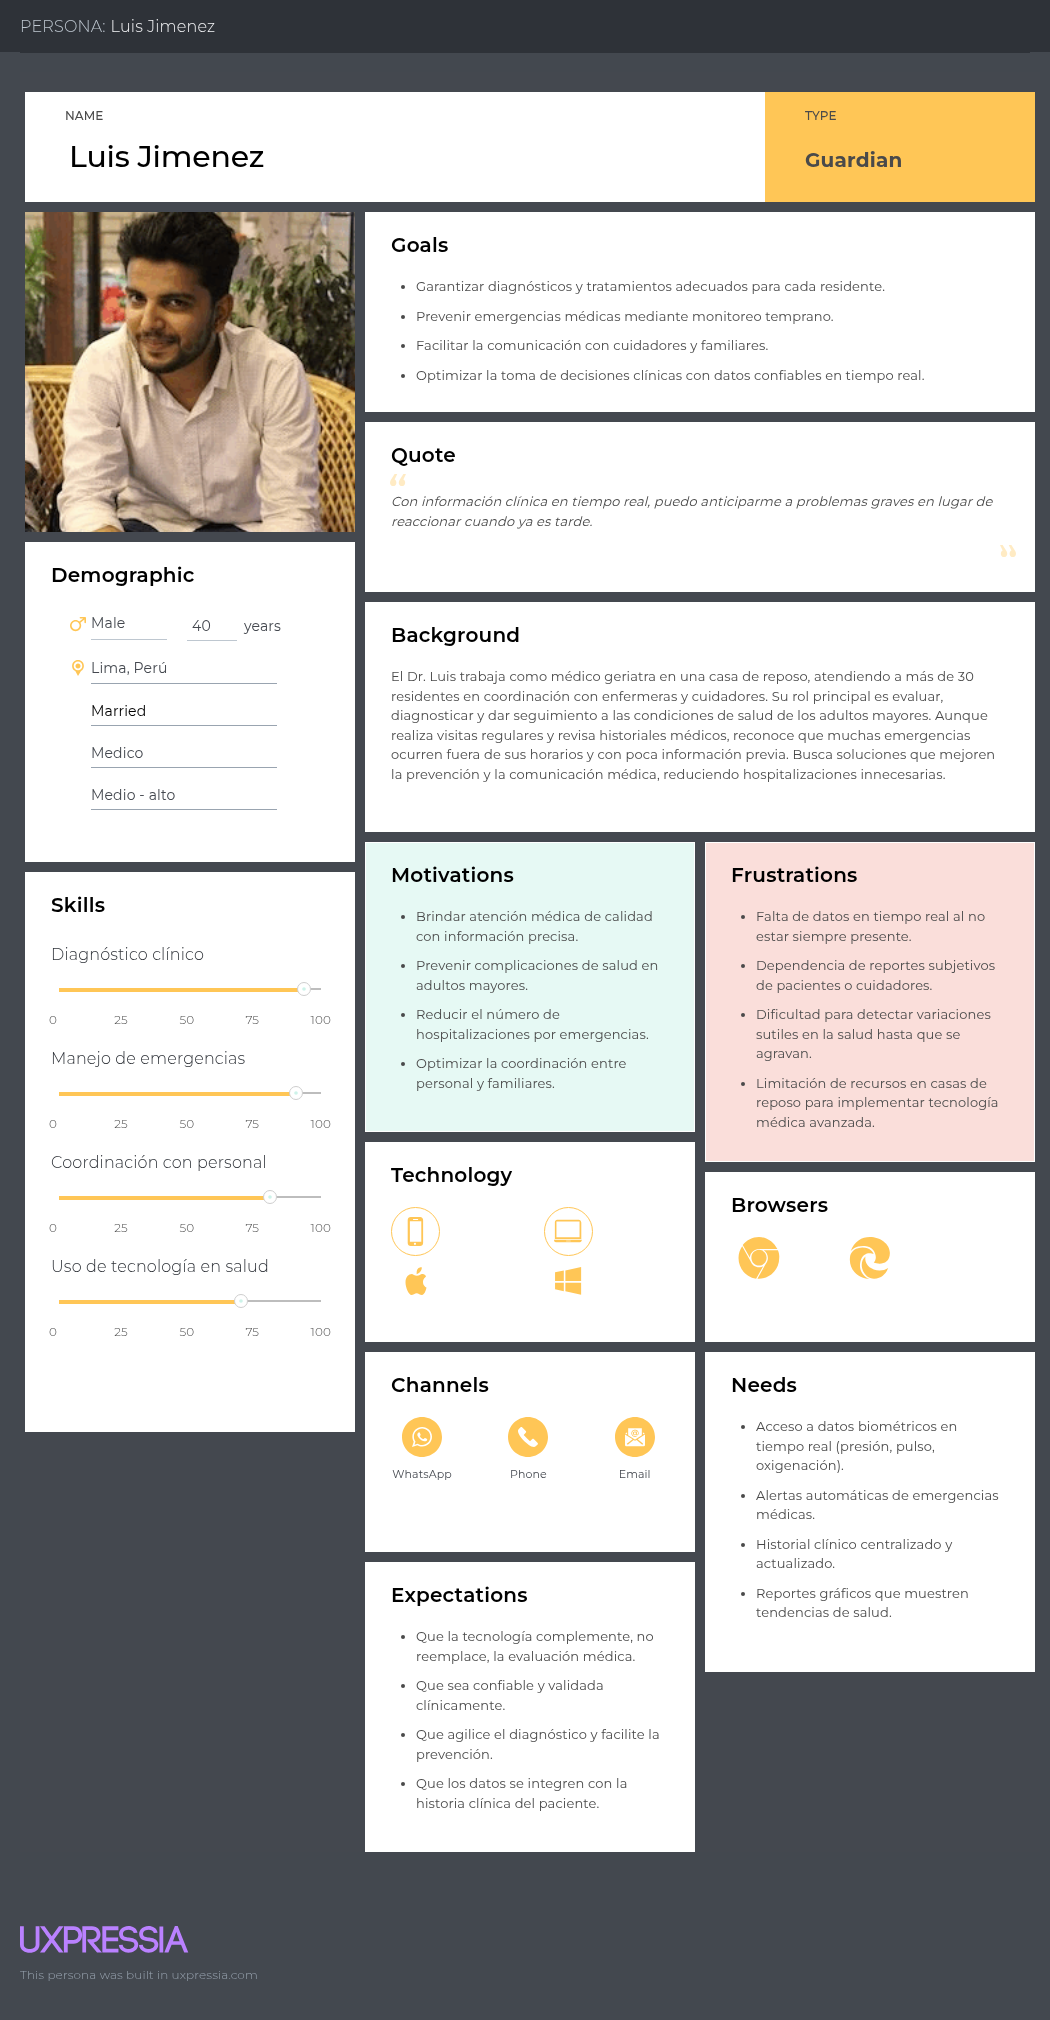 PERSONA: Luis Jimenez
NAME
Luis Jimenez
TYPE
Guardian
Goals
Garantizar diagnósticos y tratamientos adecuados para cada residente.
Prevenir emergencias médicas mediante monitoreo temprano.
Facilitar la comunicación con cuidadores y familiares.
Optimizar la toma de decisiones clínicas con datos confiables en tiempo real.
Quote
“
Con información clínica en tiempo real, puedo anticiparme a problemas graves en lugar de
reaccionar cuando ya es tarde.
”
Demographic
Male 40 years
Lima, Perú
Married
Medico
Medio - alto
Background
El Dr. Luis trabaja como médico geriatra en una casa de reposo, atendiendo a más de 30
residentes en coordinación con enfermeras y cuidadores. Su rol principal es evaluar,
diagnosticar y dar seguimiento a las condiciones de salud de los adultos mayores. Aunque
realiza visitas regulares y revisa historiales médicos, reconoce que muchas emergencias
ocurren fuera de sus horarios y con poca información previa. Busca soluciones que mejoren
la prevención y la comunicación médica, reduciendo hospitalizaciones innecesarias.
Skills
Diagnóstico clínico
0 25 50 75 100
Manejo de emergencias
0 25 50 75 100
Coordinación con personal
0 25 50 75 100
Uso de tecnología en salud
0 25 50 75 100
Motivations
Brindar atención médica de calidad
con información precisa.
Prevenir complicaciones de salud en
adultos mayores.
Reducir el número de
hospitalizaciones por emergencias.
Optimizar la coordinación entre
personal y familiares.
Frustrations
Falta de datos en tiempo real al no
estar siempre presente.
Dependencia de reportes subjetivos
de pacientes o cuidadores.
Dificultad para detectar variaciones
sutiles en la salud hasta que se
agravan.
Limitación de recursos en casas de
reposo para implementar tecnología
médica avanzada.
Technology
Browsers
Channels
WhatsApp Phone Email
Needs
Acceso a datos biométricos en
tiempo real (presión, pulso,
oxigenación).
Alertas automáticas de emergencias
médicas.
Historial clínico centralizado y
actualizado.
Reportes gráficos que muestren
tendencias de salud.
Expectations
Que la tecnología complemente, no
reemplace, la evaluación médica.
Que sea confiable y validada
clínicamente.
Que agilice el diagnóstico y facilite la
prevención.
Que los datos se integren con la
historia clínica del paciente.
UXPRESSIA
This persona was built in uxpressia.com